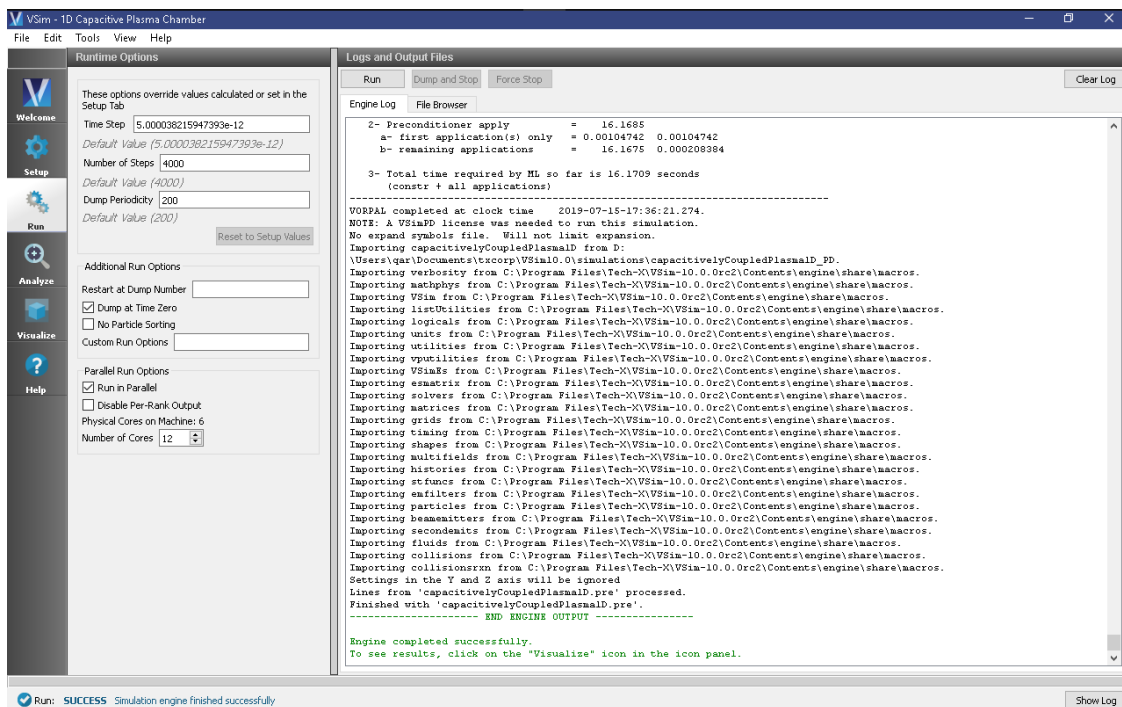 VSim - 1D Capacitive Plasma Chamber
File Edit Tools View Help
Welcome
Setup
Run
Analyze
Visualize
Help
Runtime Options
These options override values calculated or set in the
Setup Tab
Time Step 5.000038215947393e-12
Default Value (5.000038215947393e-12)
Number of Steps 4000
Default Value (4000)
Dump Periodicity 200
Default Value (200)
Reset to Setup Values
Additional Run Options
Restart at Dump Number
Dump at Time Zero
No Particle Sorting
Custom Run Options
Parallel Run Options
Run in Parallel
Disable Per-Rank Output
Physical Cores on Machine: 6
Number of Cores 12
Logs and Output Files
Run Dump and Stop Force Stop Clear Log
Engine Log File Browser
2- Preconditioner apply = 16.1685
a- first application(s) only = 0.00104742 0.00104742
b- remaining applications = 16.1675 0.000208384
3- Total time required by ML so far is 16.1709 seconds
(constr + all applications)
--------------------------------------------------------------------------------
VORPAL completed at clock time 2019-07-15-17:36:21.274.
NOTE: A VSimPD license was needed to run this simulation.
No expand symbols file. Will not limit expansion.
Importing capacitivelyCoupledPlasma1D from D:
\Users\qar\Documents\txcorp\VSim10.0\simulations\capacitivelyCoupledPlasma1D_PD.
Importing verbosity from C:\Program Files\Tech-X\VSim-10.0.0rc2\Contents\engine\share\macros.
Importing mathphys from C:\Program Files\Tech-X\VSim-10.0.0rc2\Contents\engine\share\macros.
Importing VSim from C:\Program Files\Tech-X\VSim-10.0.0rc2\Contents\engine\share\macros.
Importing listUtilities from C:\Program Files\Tech-X\VSim-10.0.0rc2\Contents\engine\share\macros.
Importing logicals from C:\Program Files\Tech-X\VSim-10.0.0rc2\Contents\engine\share\macros.
Importing units from C:\Program Files\Tech-X\VSim-10.0.0rc2\Contents\engine\share\macros.
Importing utilities from C:\Program Files\Tech-X\VSim-10.0.0rc2\Contents\engine\share\macros.
Importing vputilities from C:\Program Files\Tech-X\VSim-10.0.0rc2\Contents\engine\share\macros.
Importing VSimEs from C:\Program Files\Tech-X\VSim-10.0.0rc2\Contents\engine\share\macros.
Importing esmatrix from C:\Program Files\Tech-X\VSim-10.0.0rc2\Contents\engine\share\macros.
Importing solvers from C:\Program Files\Tech-X\VSim-10.0.0rc2\Contents\engine\share\macros.
Importing matrices from C:\Program Files\Tech-X\VSim-10.0.0rc2\Contents\engine\share\macros.
Importing grids from C:\Program Files\Tech-X\VSim-10.0.0rc2\Contents\engine\share\macros.
Importing timing from C:\Program Files\Tech-X\VSim-10.0.0rc2\Contents\engine\share\macros.
Importing shapes from C:\Program Files\Tech-X\VSim-10.0.0rc2\Contents\engine\share\macros.
Importing multifields from C:\Program Files\Tech-X\VSim-10.0.0rc2\Contents\engine\share\macros.
Importing histories from C:\Program Files\Tech-X\VSim-10.0.0rc2\Contents\engine\share\macros.
Importing stfuncs from C:\Program Files\Tech-X\VSim-10.0.0rc2\Contents\engine\share\macros.
Importing emfilters from C:\Program Files\Tech-X\VSim-10.0.0rc2\Contents\engine\share\macros.
Importing particles from C:\Program Files\Tech-X\VSim-10.0.0rc2\Contents\engine\share\macros.
Importing beamemitters from C:\Program Files\Tech-X\VSim-10.0.0rc2\Contents\engine\share\macros.
Importing secondemits from C:\Program Files\Tech-X\VSim-10.0.0rc2\Contents\engine\share\macros.
Importing fluids from C:\Program Files\Tech-X\VSim-10.0.0rc2\Contents\engine\share\macros.
Importing collisions from C:\Program Files\Tech-X\VSim-10.0.0rc2\Contents\engine\share\macros.
Importing collisionsrxn from C:\Program Files\Tech-X\VSim-10.0.0rc2\Contents\engine\share\macros.
Settings in the Y and Z axis will be ignored
Lines from 'capacitivelyCoupledPlasma1D.pre' processed.
Finished with 'capacitivelyCoupledPlasma1D.pre'.
--------------------- END ENGINE OUTPUT ----------------
Engine completed successfully.
To see results, click on the "Visualize" icon in the icon panel.
Run: SUCCESS Simulation engine finished successfully
Show Log